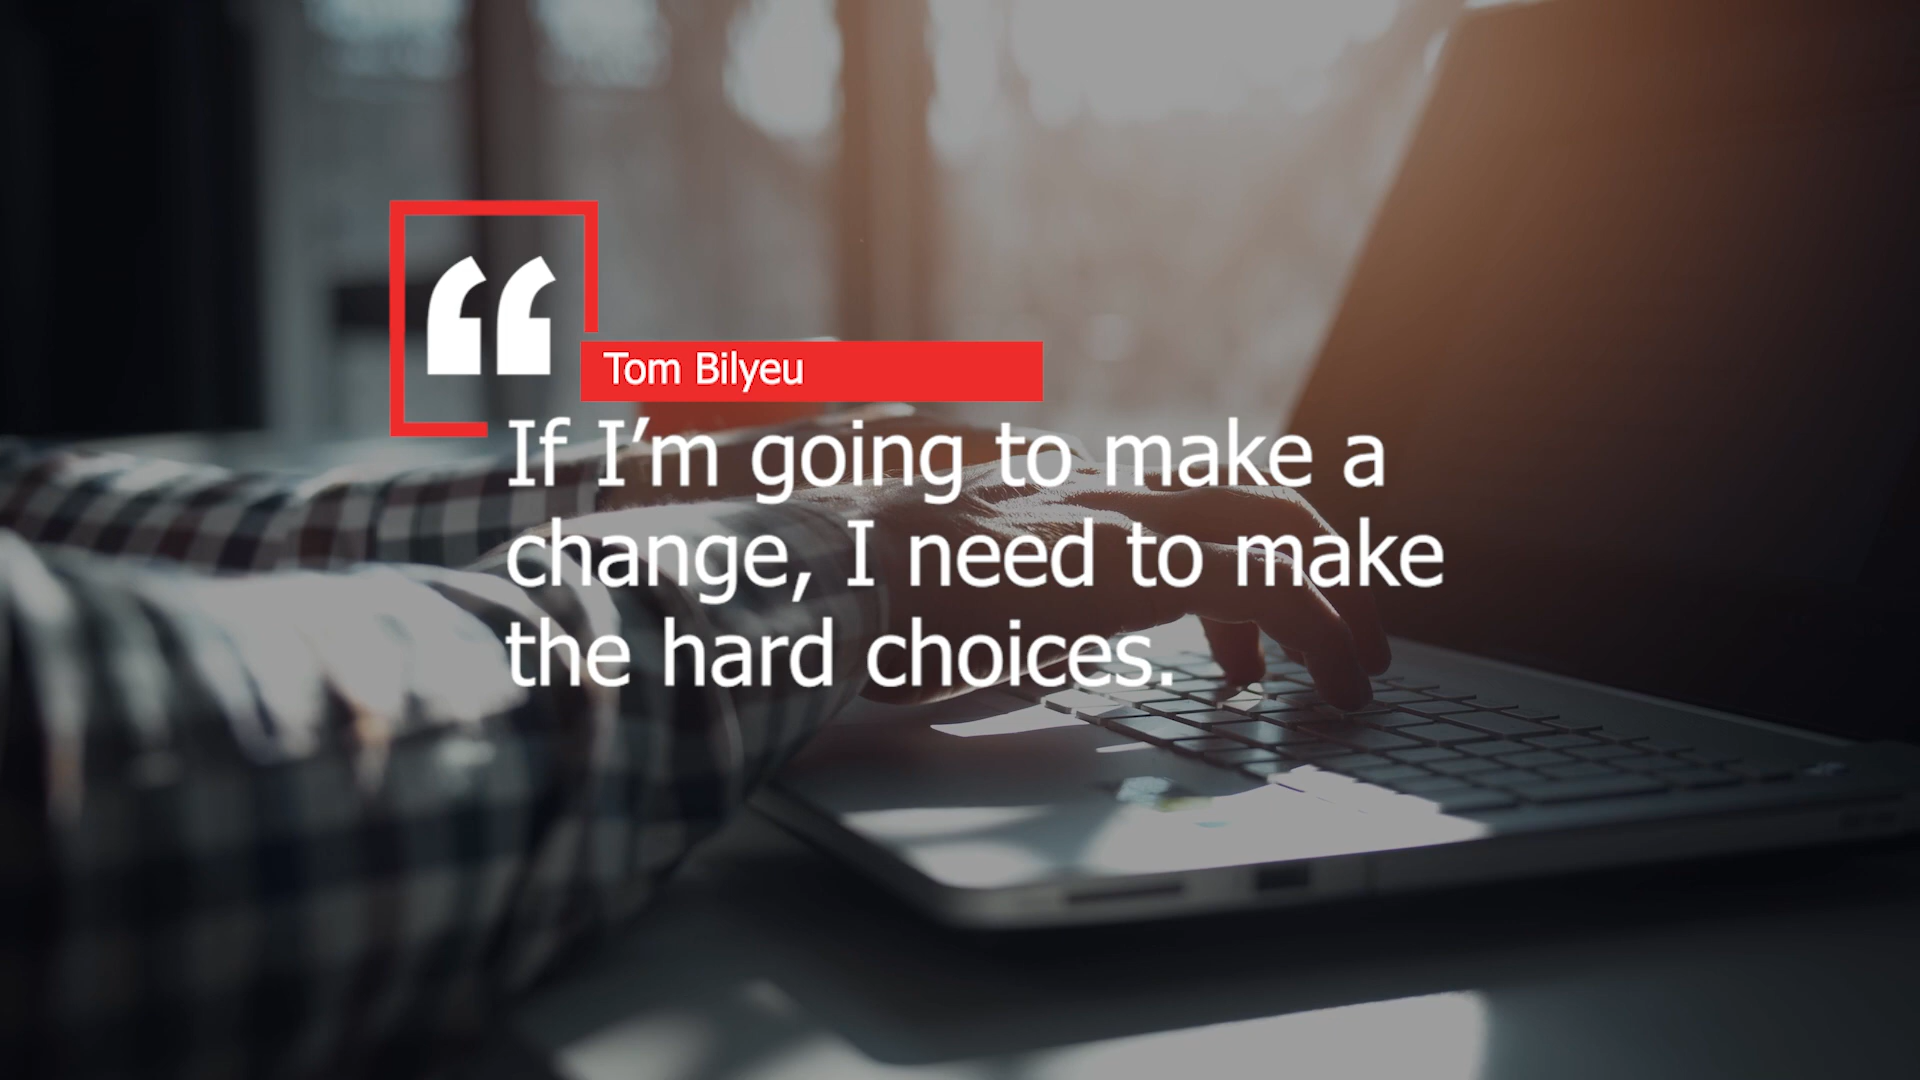 “
Tom Bilyeu
If I’m going to make a
change, I need to make
the hard choices.